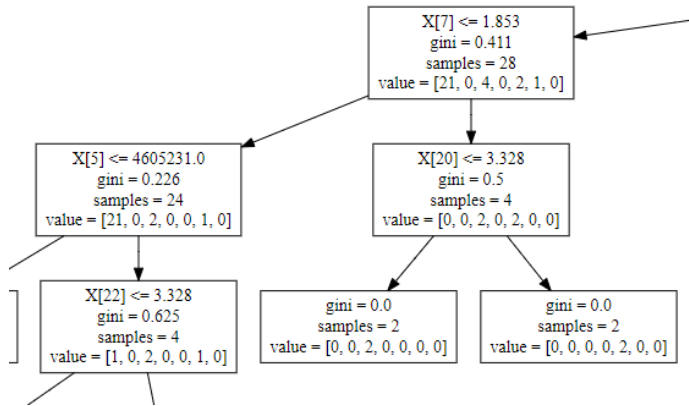 X[7] <= 1.853
gini = 0.411
samples = 28
value = [21, 0, 4, 0, 2, 1, 0]
X[5] <= 4605231.0
gini = 0.226
samples = 24
value = [21, 0, 2, 0, 0, 1, 0]
X[20] <= 3.328
gini = 0.5
samples = 4
value = [0, 0, 2, 0, 2, 0, 0]
X[22] <= 3.328
gini = 0.625
samples = 4
value = [1, 0, 2, 0, 0, 1, 0]
gini = 0.0
samples = 2
value = [0, 0, 2, 0, 0, 0, 0]
gini = 0.0
samples = 2
value = [0, 0, 0, 0, 2, 0, 0]